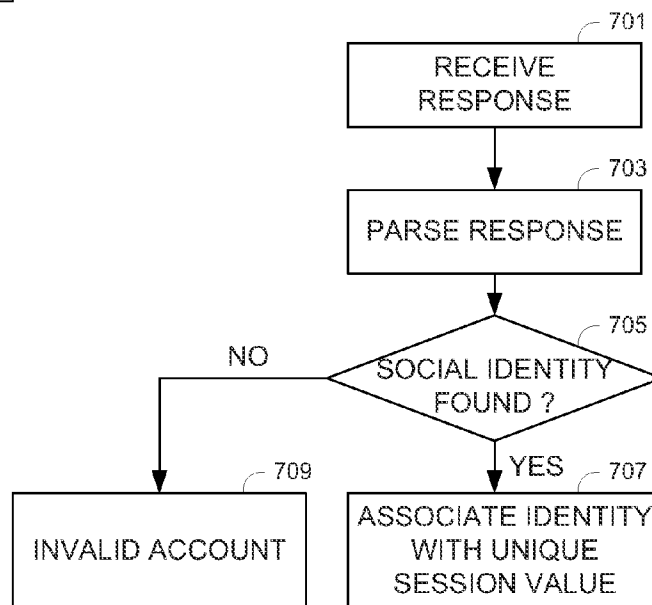 701
RECEIVE
RESPONSE
703
PARSE RESPONSE
705
SOCIAL IDENTITY
FOUND ?
NO
YES
709
INVALID ACCOUNT
707
ASSOCIATE IDENTITY
WITH UNIQUE
SESSION VALUE